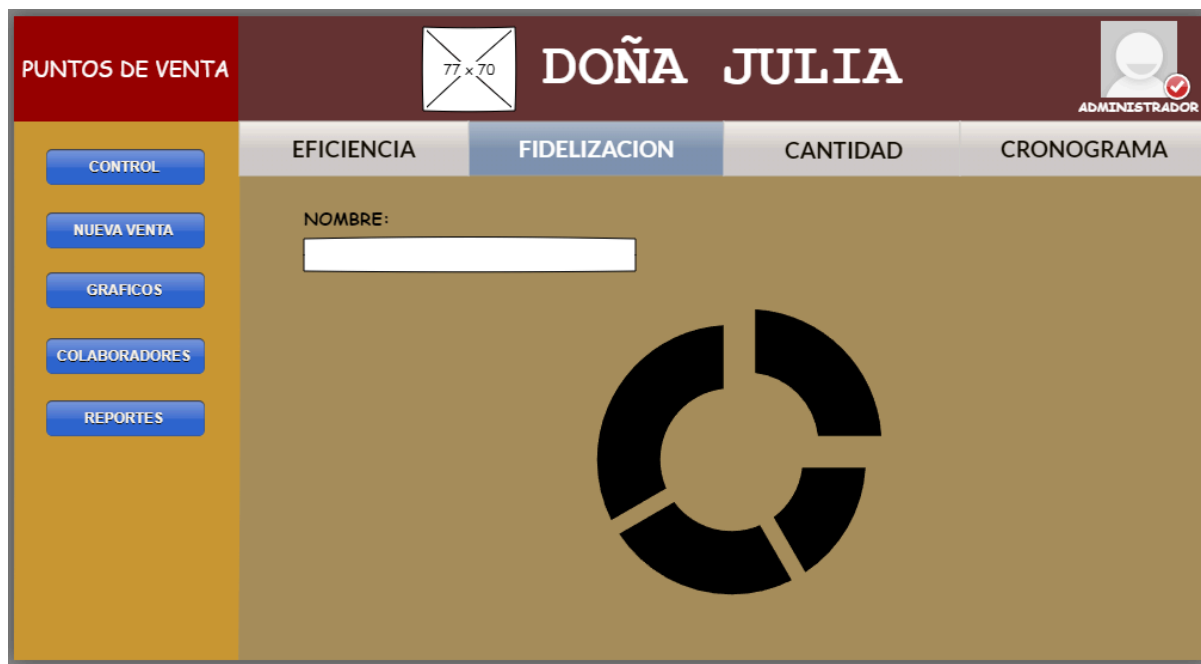 PUNTOS DE VENTA
77 x 70
DOÑA JULIA
ADMINISTRADOR
EFICIENCIA
FIDELIZACION
CANTIDAD
CRONOGRAMA
CONTROL
NUEVA VENTA
GRAFICOS
COLABORADORES
REPORTES
NOMBRE: